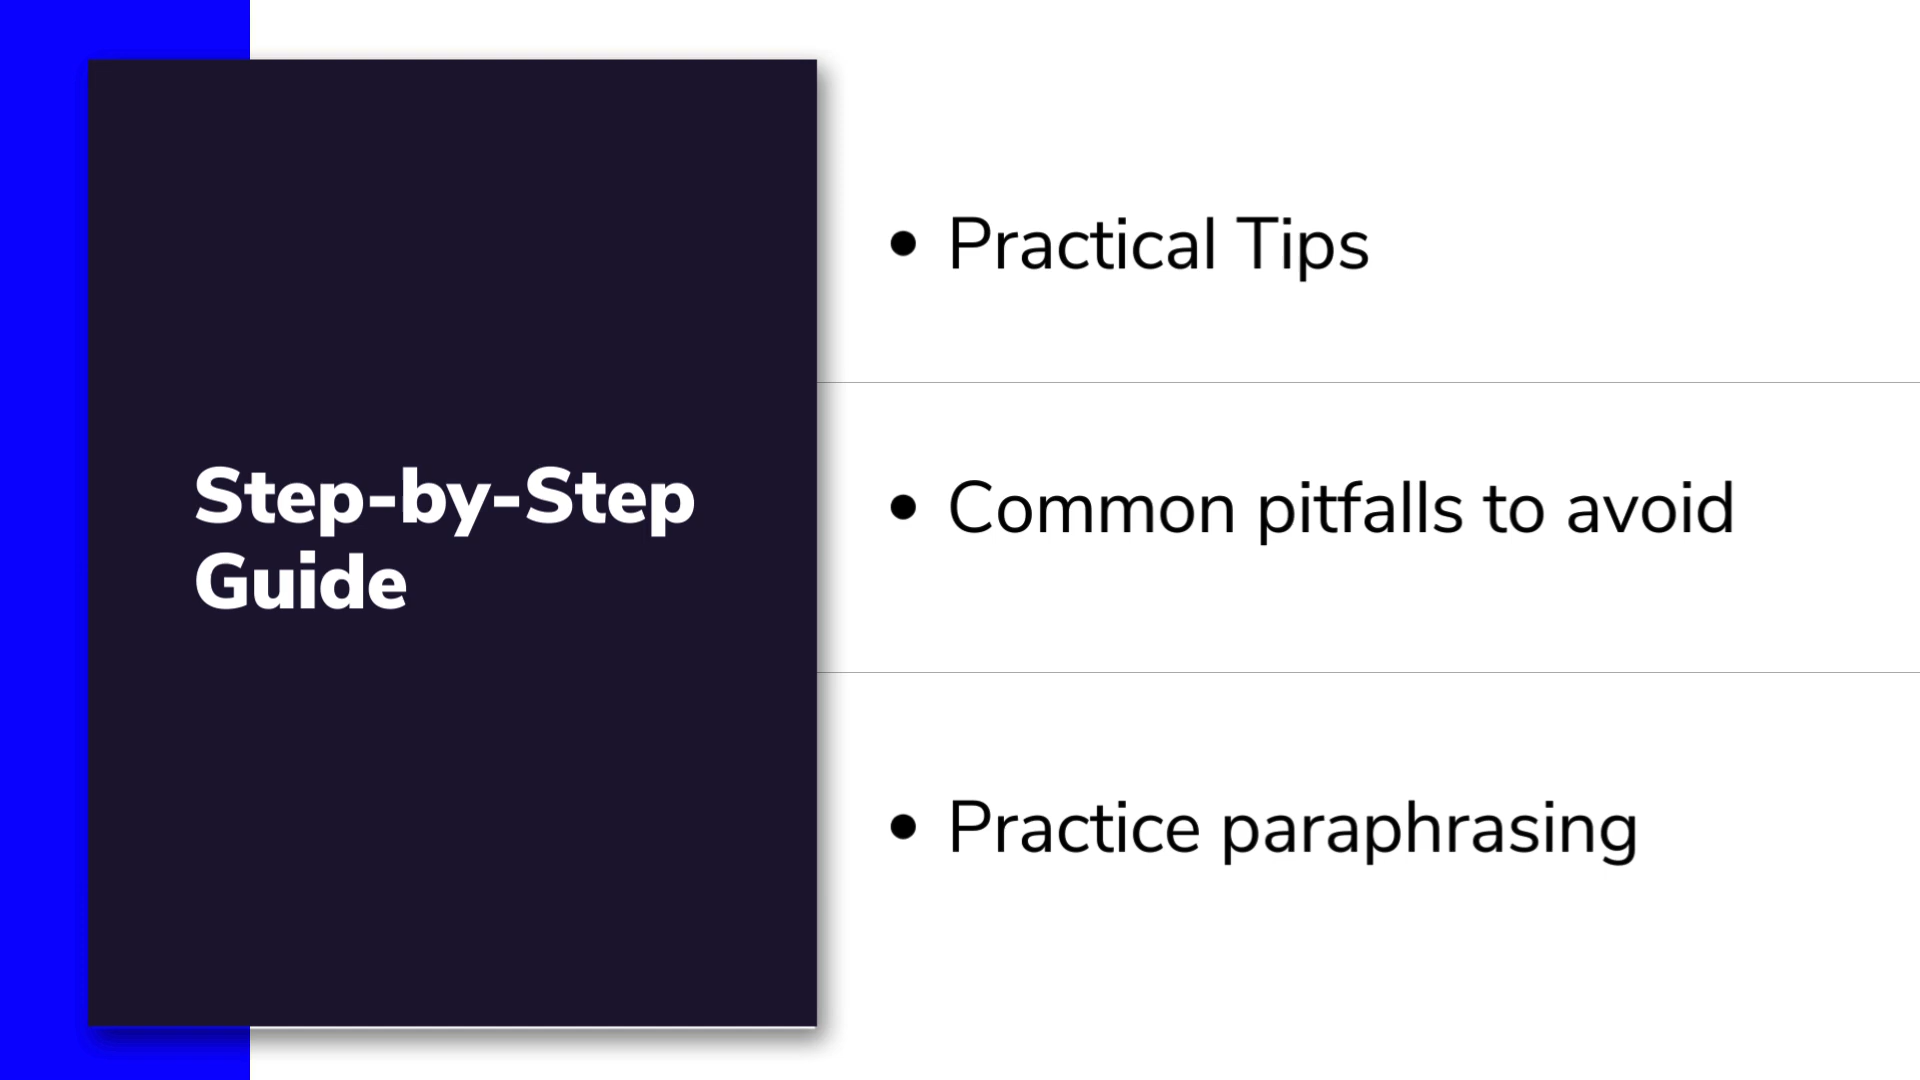 Step-by-Step
Guide
• Practical Tips
• Common pitfalls to avoid
• Practice paraphrasing